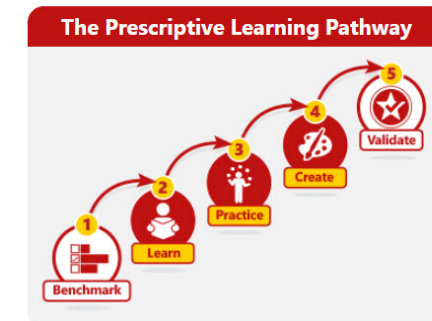 The Prescriptive Learning Pathway
1
Benchmark
2
Learn
3
Practice
4
Create
5
Validate